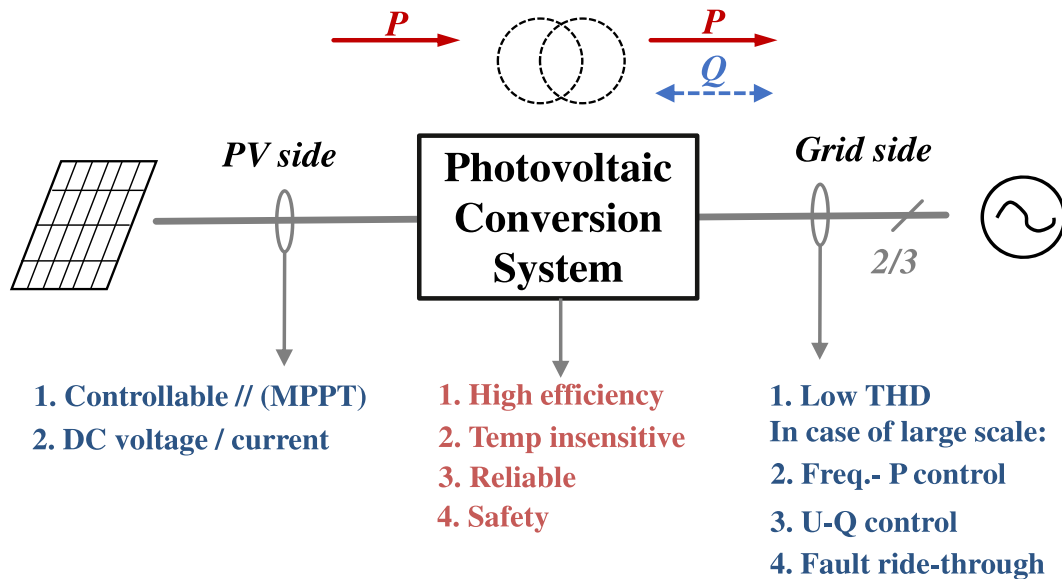 P
P
Q
PV side
Photovoltaic
Conversion
System
Grid side
2/3
1. Controllable // (MPPT)
2. DC voltage / current
1. High efficiency
2. Temp insensitive
3. Reliable
4. Safety
1. Low THD
In case of large scale:
2. Freq.- P control
3. U-Q control
4. Fault ride-through